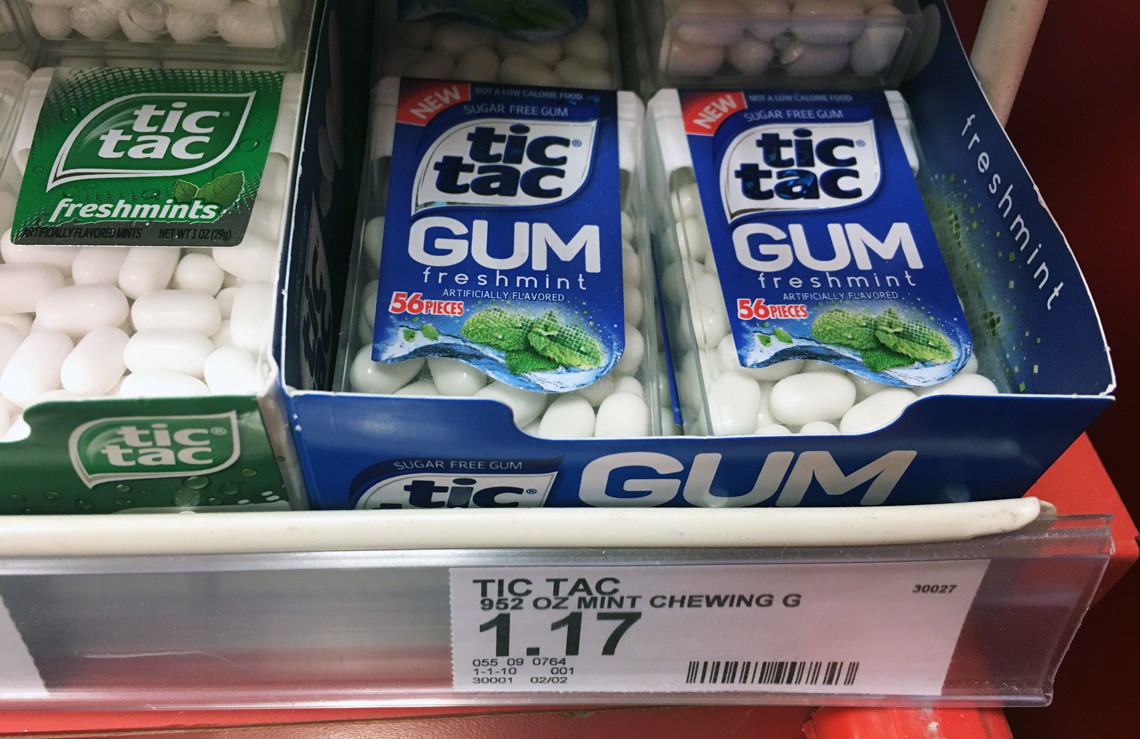 tic
tac
freshmints
ARTIFICIALLY FLAVORED MINTS NET WT 1 OZ (29g)
NEW
NOT A LOW CALORIE FOOD
SUGAR FREE GUM
tic
tac
GUM
freshmint
ARTIFICIALLY FLAVORED
56 PIECES
NEW
NOT A LOW CALORIE FOOD
SUGAR FREE GUM
tic
tac
GUM
freshmint
ARTIFICIALLY FLAVORED
56 PIECES
freshmint
tic
tac
SUGAR FREE GUM
tic
GUM
TIC TAC
952 OZ MINT CHEWING G
30027
1.17
055 09 0764
1-1-10 001
30001 02/02